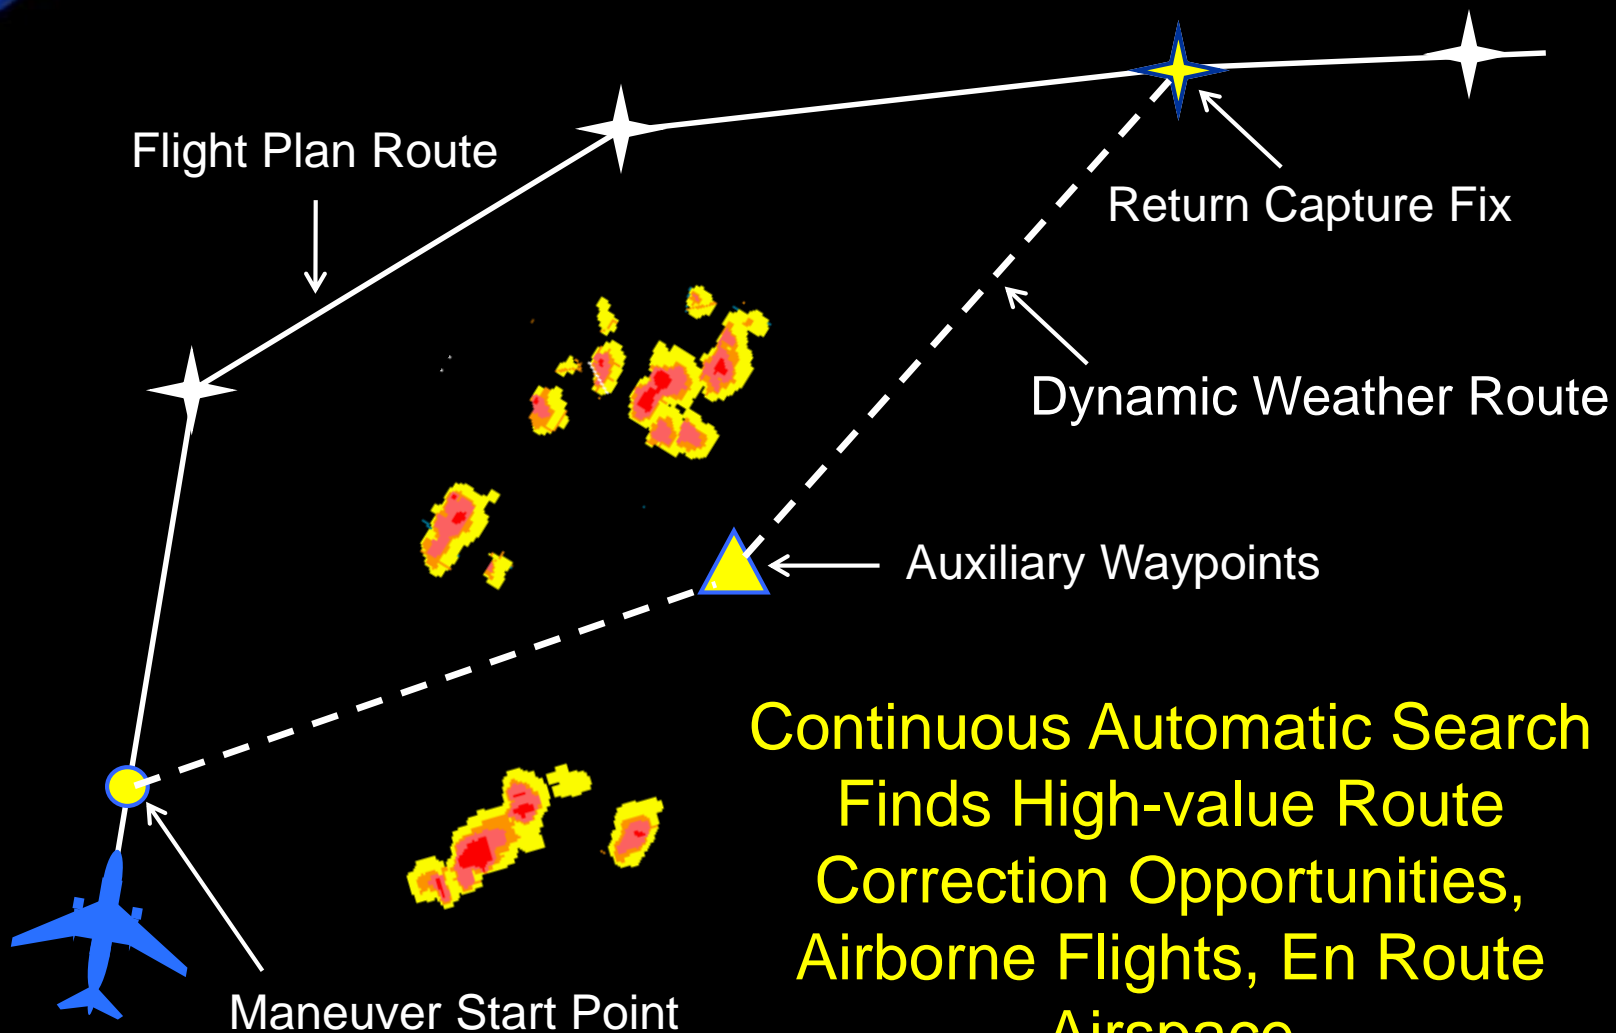 Flight Plan Route
Return Capture Fix
Dynamic Weather Route
Auxiliary Waypoints
Continuous Automatic Search
Finds High-value Route
Correction Opportunities,
Airborne Flights, En Route
Airspace
Maneuver Start Point